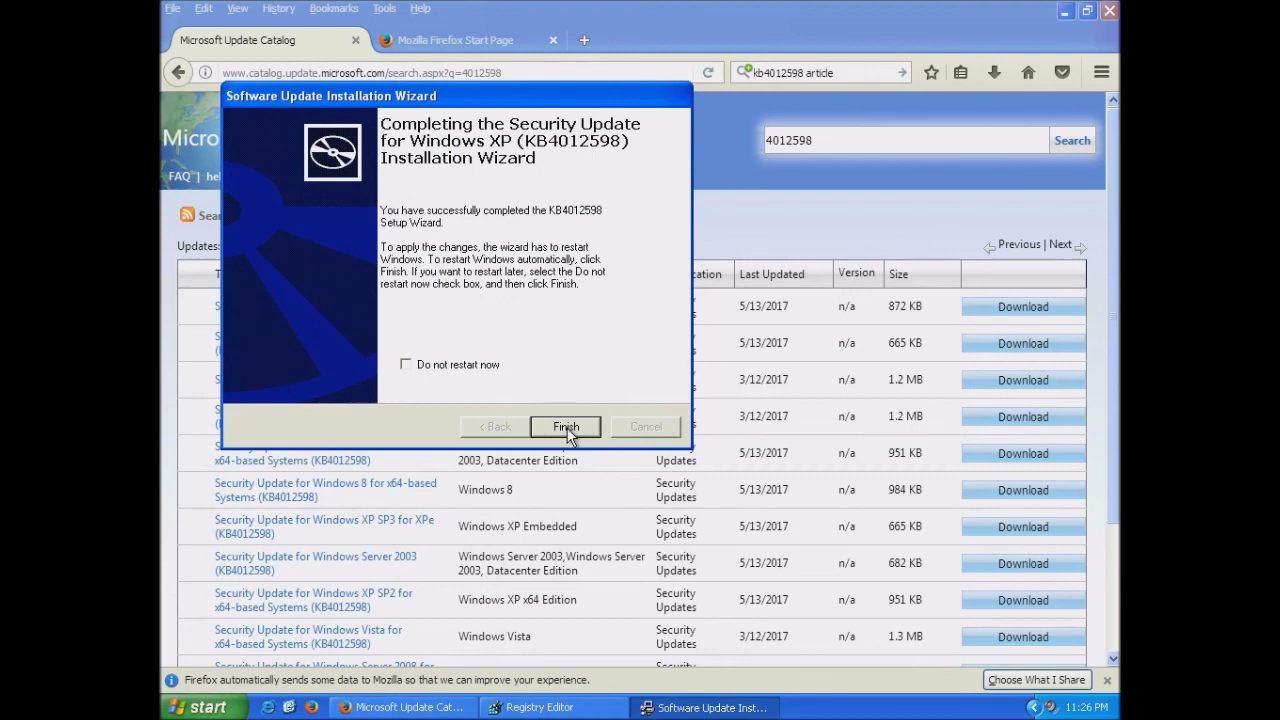 File Edit View History Bookmarks Tools Help
Microsoft Update Catalog
Mozilla Firefox Start Page
www.catalog.update.microsoft.com/search.aspx?q=4012598
kb4012598 article
Software Update Installation Wizard
Completing the Security Update
for Windows XP (KB4012598)
Installation Wizard
You have successfully completed the KB4012598
Setup Wizard.
To apply the changes, the wizard has to restart
Windows. To restart Windows automatically, click
Finish. If you want to restart later, select the Do not
restart now check box, and then click Finish.
Do not restart now
< Back Finish Cancel
Micro
FAQ | hel
4012598 Search
Sear
Updates:
Previous | Next
T cation Last Updated Version Size
5/13/2017 n/a 872 KB Download
5/13/2017 n/a 665 KB Download
3/12/2017 n/a 1.2 MB Download
3/12/2017 n/a 1.2 MB Download
x64-based Systems (KB4012598) 2003, Datacenter Edition Updates 5/13/2017 n/a 951 KB Download
Security Update for Windows 8 for x64-based
Systems (KB4012598) Windows 8 Security
Updates 5/13/2017 n/a 984 KB Download
Security Update for Windows XP SP3 for XPe
(KB4012598) Windows XP Embedded Security
Updates 5/13/2017 n/a 665 KB Download
Security Update for Windows Server 2003
(KB4012598) Windows Server 2003,Windows Server
2003, Datacenter Edition Security
Updates 5/13/2017 n/a 682 KB Download
Security Update for Windows XP SP2 for
x64-based Systems (KB4012598) Windows XP x64 Edition Security
Updates 5/13/2017 n/a 951 KB Download
Security Update for Windows Vista for
x64-based Systems (KB4012598) Windows Vista Security
Updates 3/12/2017 n/a 1.3 MB Download
Security Update for Windows Server 2008 for
Firefox automatically sends some data to Mozilla so that we can improve your experience.
Choose What I Share
start
Microsoft Update Cat...
Registry Editor
Software Update Inst...
11:26 PM